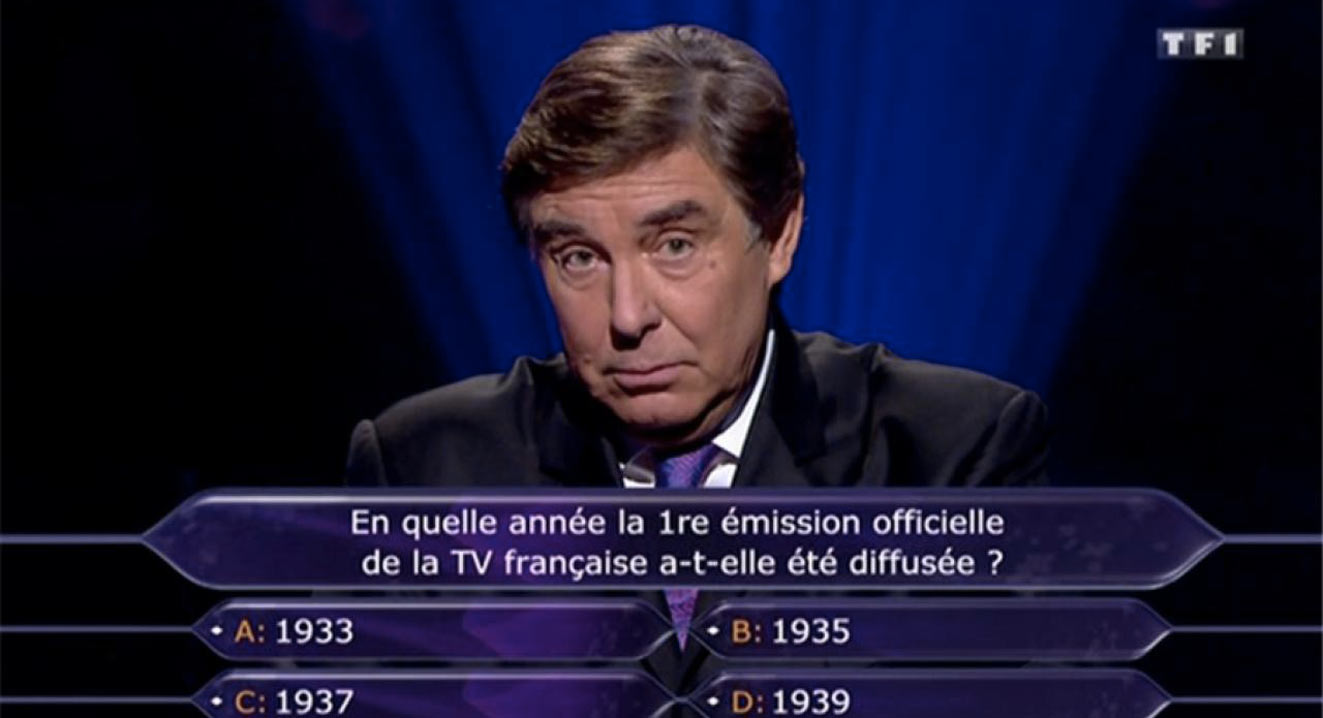 TF1
En quelle année la 1re émission officielle
de la TV française a-t-elle été diffusée ?
A: 1933
B: 1935
C: 1937
D: 1939